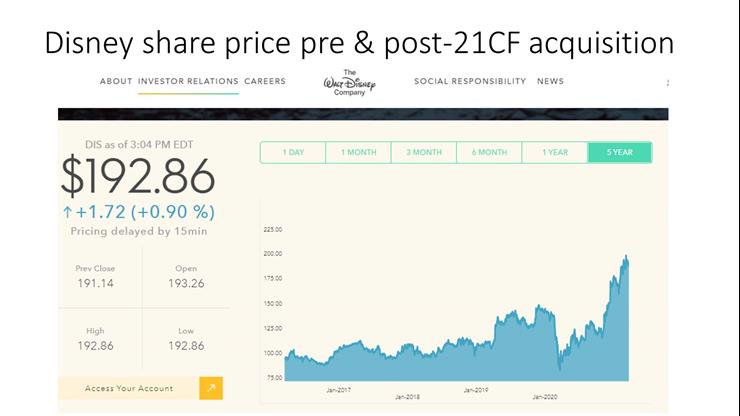 Disney share price pre & post-21CF acquisition
ABOUT INVESTOR RELATIONS CAREERS
The
WALT DISNEY
Company
SOCIAL RESPONSIBILITY NEWS
DIS as of 3:04 PM EDT
$192.86
↑+1.72 (+0.90 %)
Pricing delayed by 15min
Prev Close
191.14
Open
193.26
High
192.86
Low
192.86
Access Your Account
1 DAY 1 MONTH 3 MONTH 6 MONTH 1 YEAR 5 YEAR
225.00
200.00
175.00
150.00
125.00
100.00
75.00
Jan-2017 Jan-2018 Jan-2019 Jan-2020